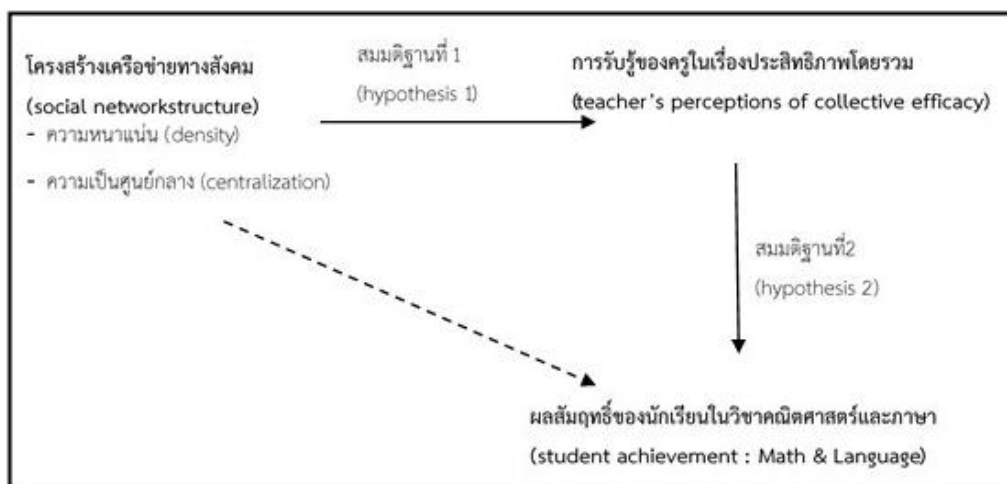 โครงสร้างเครือข่ายทางสังคม
(social networkstructure)
- ความหนาแน่น (density)
- ความเป็นศูนย์กลาง (centralization)
สมมติฐานที่ 1
(hypothesis 1)
การรับรู้ของครูในเรื่องประสิทธิภาพโดยรวม
(teacher's perceptions of collective efficacy)
สมมติฐานที่2
(hypothesis 2)
ผลสัมฤทธิ์ของนักเรียนในวิชาคณิตศาสตร์และภาษา
(student achievement : Math & Language)